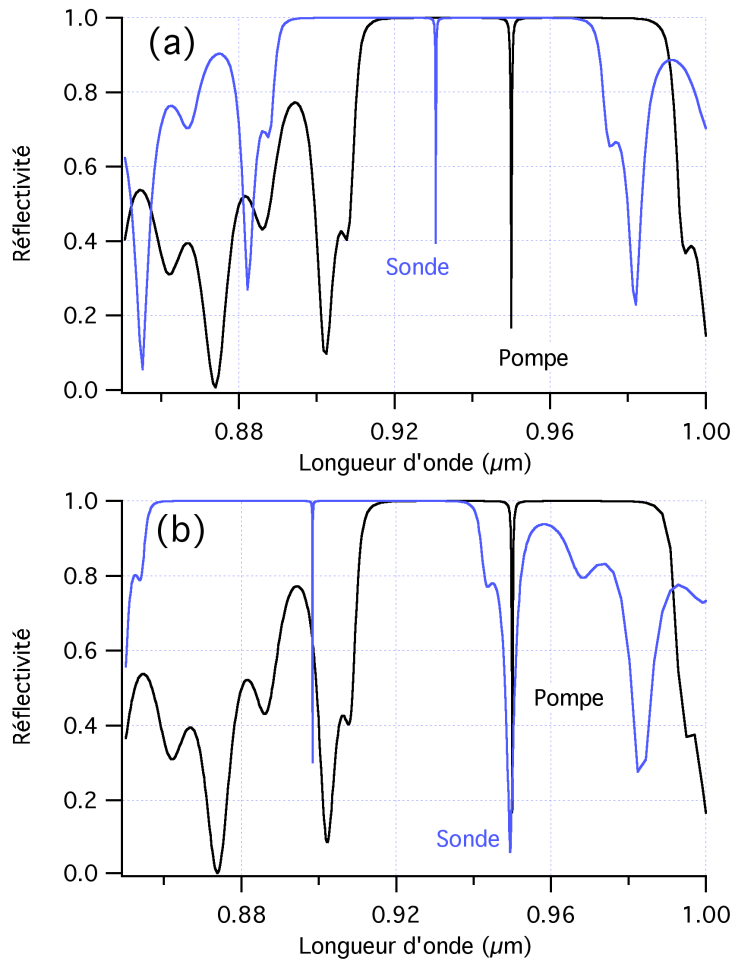 (a)
1.0
0.8
0.6
0.4
0.2
0.0
Réflectivité
Sonde
Pompe
0.88 0.92 0.96 1.00
Longueur d'onde (µm)
(b)
1.0
0.8
0.6
0.4
0.2
0.0
Réflectivité
Pompe
Sonde
0.88 0.92 0.96 1.00
Longueur d'onde (µm)